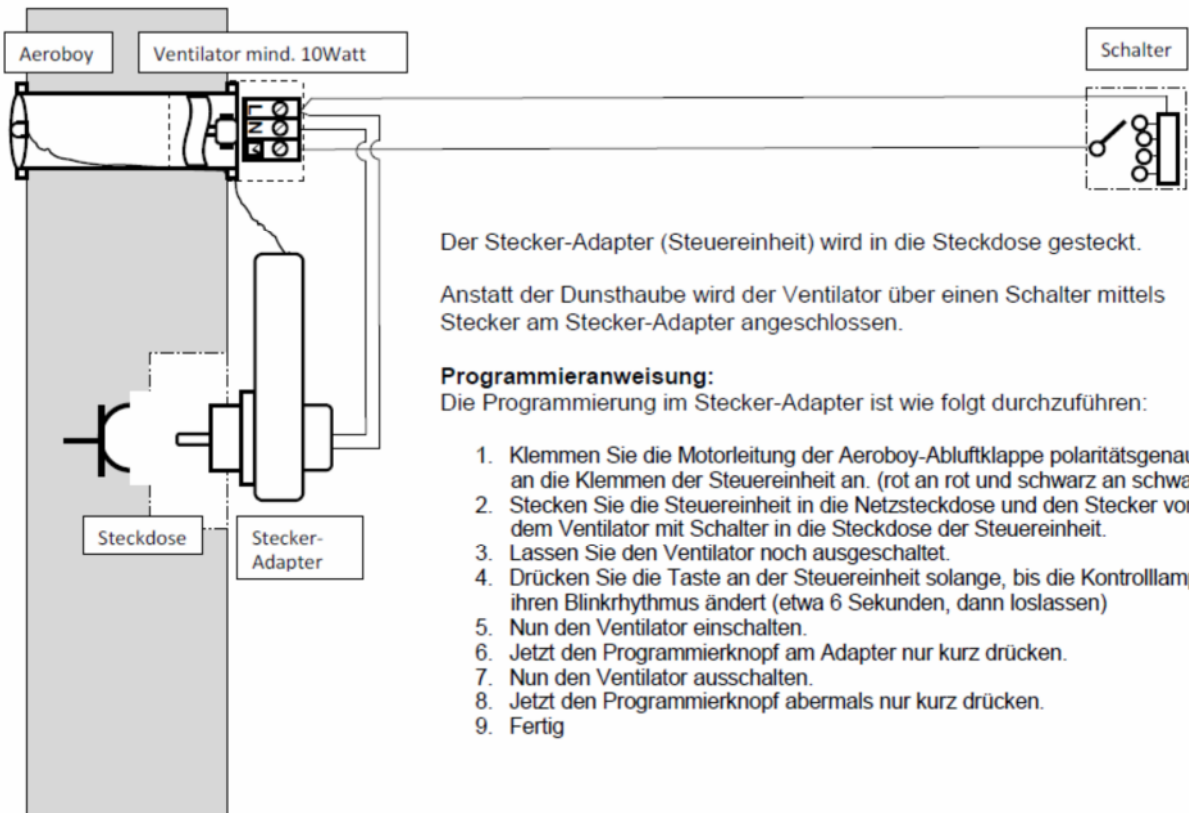 Aeroboy
Ventilator mind. 10Watt
Schalter
L
N
Der Stecker-Adapter (Steuereinheit) wird in die Steckdose gesteckt.
Anstatt der Dunsthaube wird der Ventilator über einen Schalter mittels
Stecker am Stecker-Adapter angeschlossen.
Programmieranweisung:
Die Programmierung im Stecker-Adapter ist wie folgt durchzuführen:
1. Klemmen Sie die Motorleitung der Aeroboy-Abluftklappe polaritätsgenau
an die Klemmen der Steuereinheit an. (rot an rot und schwarz an schwa
2. Stecken Sie die Steuereinheit in die Netzsteckdose und den Stecker vor
dem Ventilator mit Schalter in die Steckdose der Steuereinheit.
3. Lassen Sie den Ventilator noch ausgeschaltet.
4. Drücken Sie die Taste an der Steuereinheit solange, bis die Kontrolllamp
ihren Blinkrhythmus ändert (etwa 6 Sekunden, dann loslassen)
5. Nun den Ventilator einschalten.
6. Jetzt den Programmierknopf am Adapter nur kurz drücken.
7. Nun den Ventilator ausschalten.
8. Jetzt den Programmierknopf abermals nur kurz drücken.
9. Fertig
Steckdose
Stecker-
Adapter